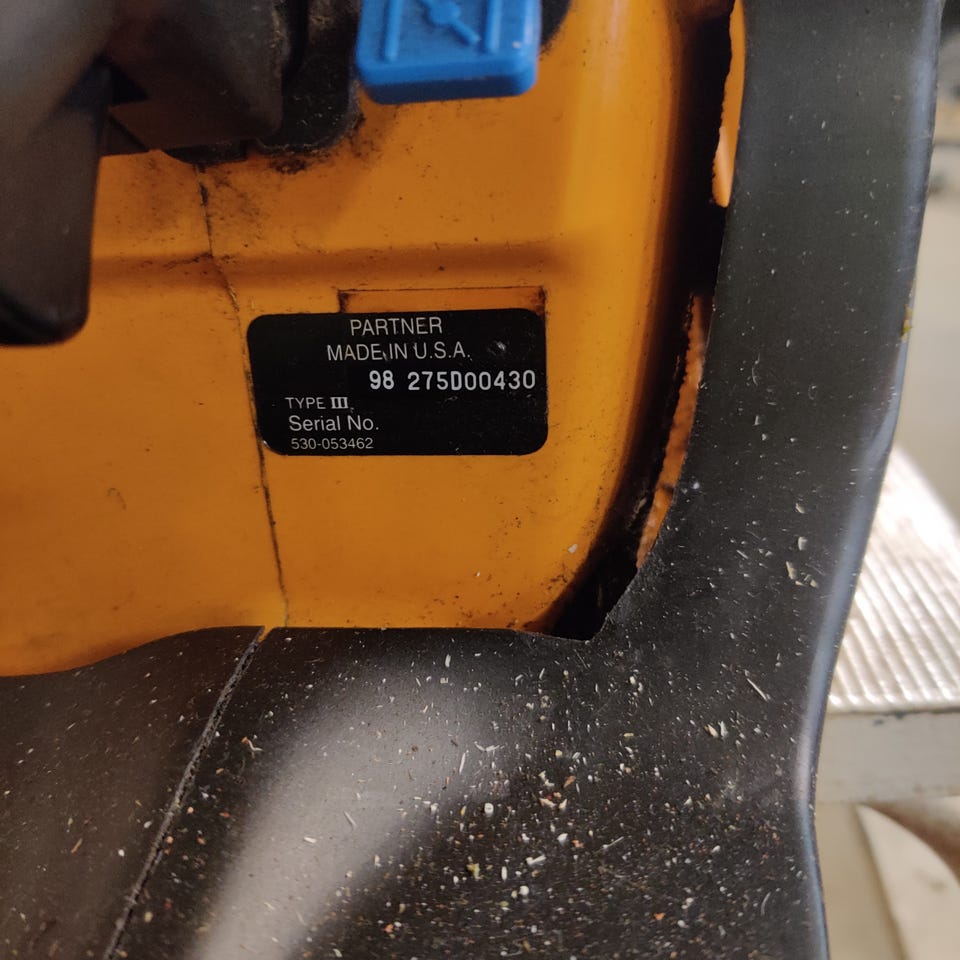 PARTNER
MADE IN U.S.A.
98 275D00430
TYPE III
Serial No.
530-053462